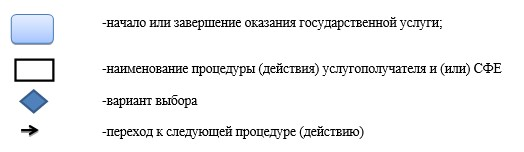 -начало или завершение оказания государственной услуги;
-наименование процедуры (действия) услугополучателя и (или) СФЕ
-вариант выбора
-переход к следующей процедуре (действию)